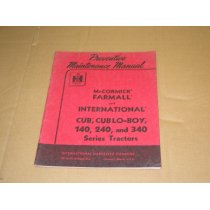 Preventive
Maintenance Manual
IH
McCORMICK
FARMALL
and
INTERNATIONAL
CUB, CUB LO-BOY,
140, 240, and 340
Series Tractors
INTERNATIONAL HARVESTER COMPANY